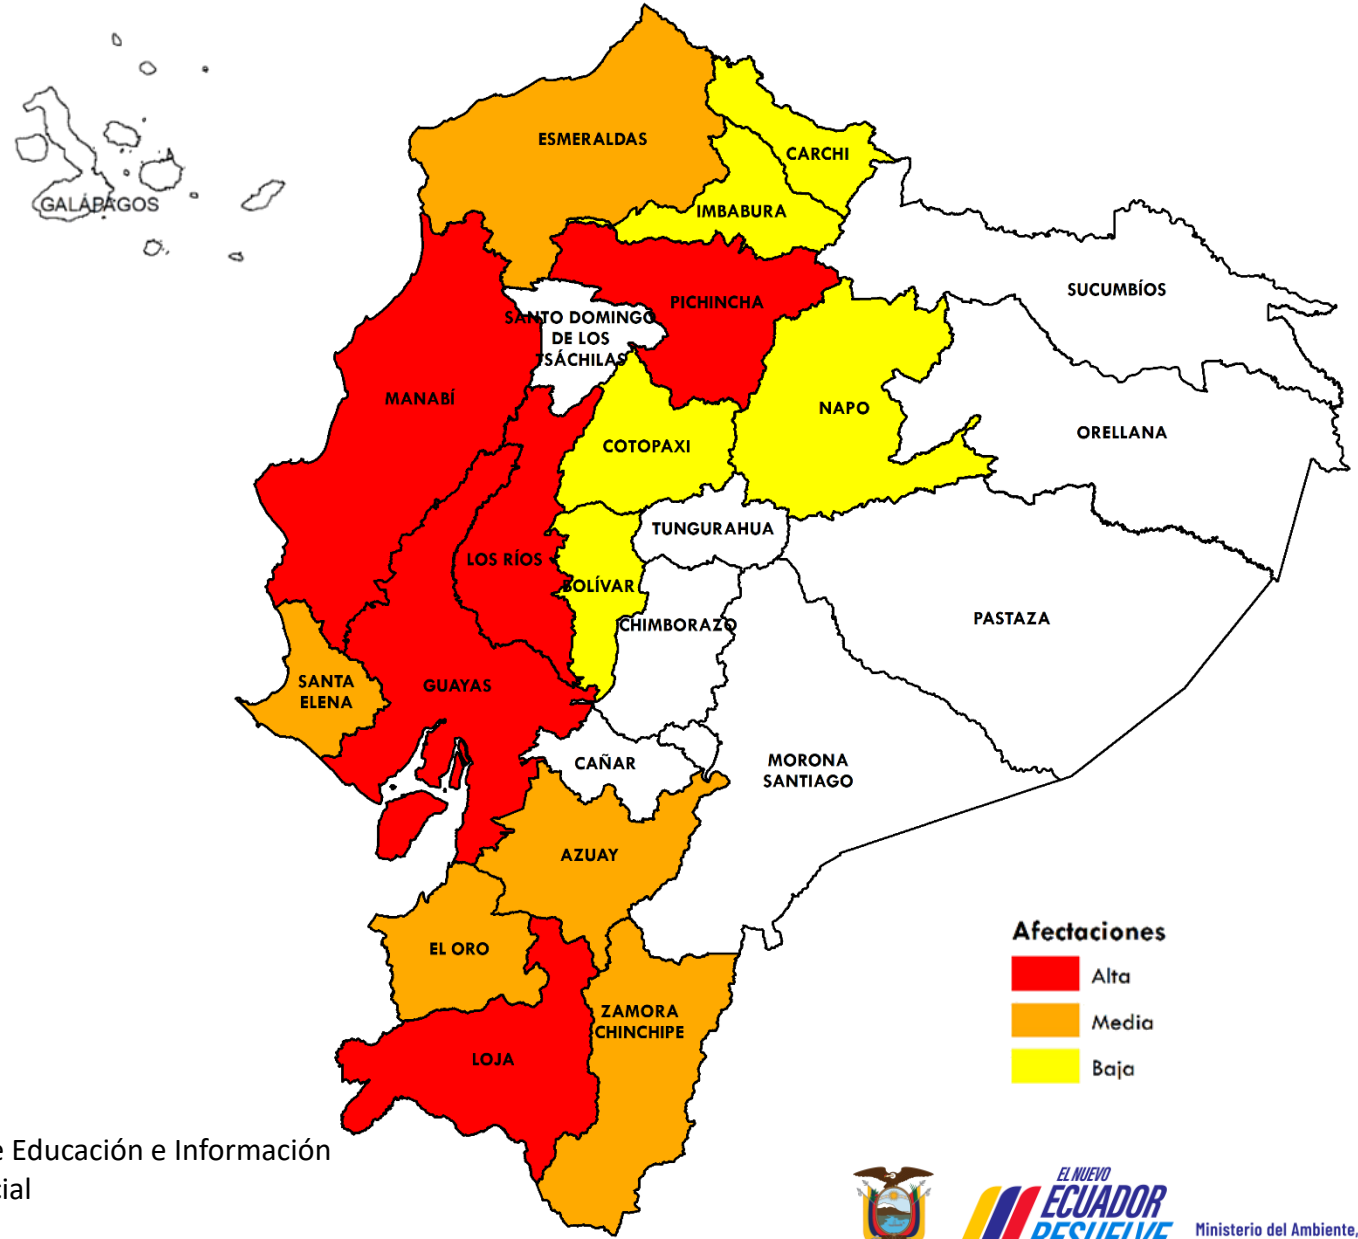 ESMERALDAS
CARCHI
GALÁPAGOS
IMBABURA
SUCUMBÍOS
PICHINCHA
SANTO DOMINGO
DE LOS
TSÁCHILAS
MANABÍ
NAPO
ORELLANA
COTOPAXI
TUNGURAHUA
LOS RÍOS
BOLÍVAR
CHIMBORAZO
PASTAZA
SANTA
ELENA
GUAYAS
CAÑAR
MORONA
SANTIAGO
AZUAY
EL ORO
ZAMORA
CHINCHIPE
LOJA
Afectaciones
Alta
Media
Baja
e Educación e Información
cial
EL NUEVO
ECUADOR
RESUELVE
Ministerio del Ambiente,